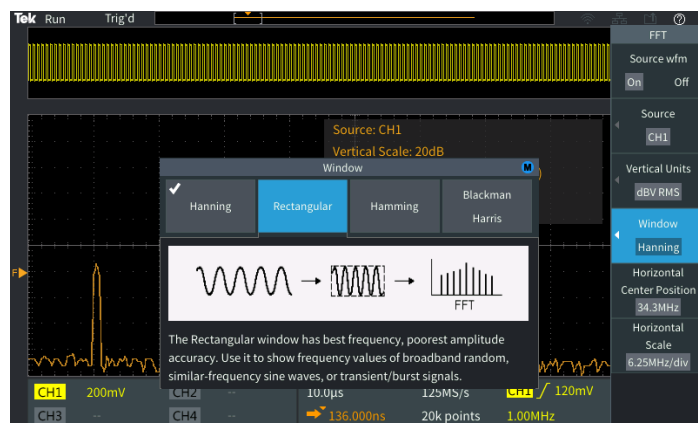 Tek Run Trig'd
FFT
Source wfm
On Off
Source
CH1
Vertical Units
dBV RMS
Window
Hanning
Horizontal
Center Position
34.3MHz
Horizontal
Scale
6.25MHz/div
Source: CH1
Vertical Scale: 20dB
Window M
Hanning
Rectangular
Hamming
Blackman
Harris
FFT
The Rectangular window has best frequency, poorest amplitude
accuracy. Use it to show frequency values of broadband random,
similar-frequency sine waves, or transient/burst signals.
F
CH1 200mV CH2 -- 10.0µs 125MS/s CH1 120mV
CH3 -- CH4 -- 136.000ns 20k points 1.00MHz